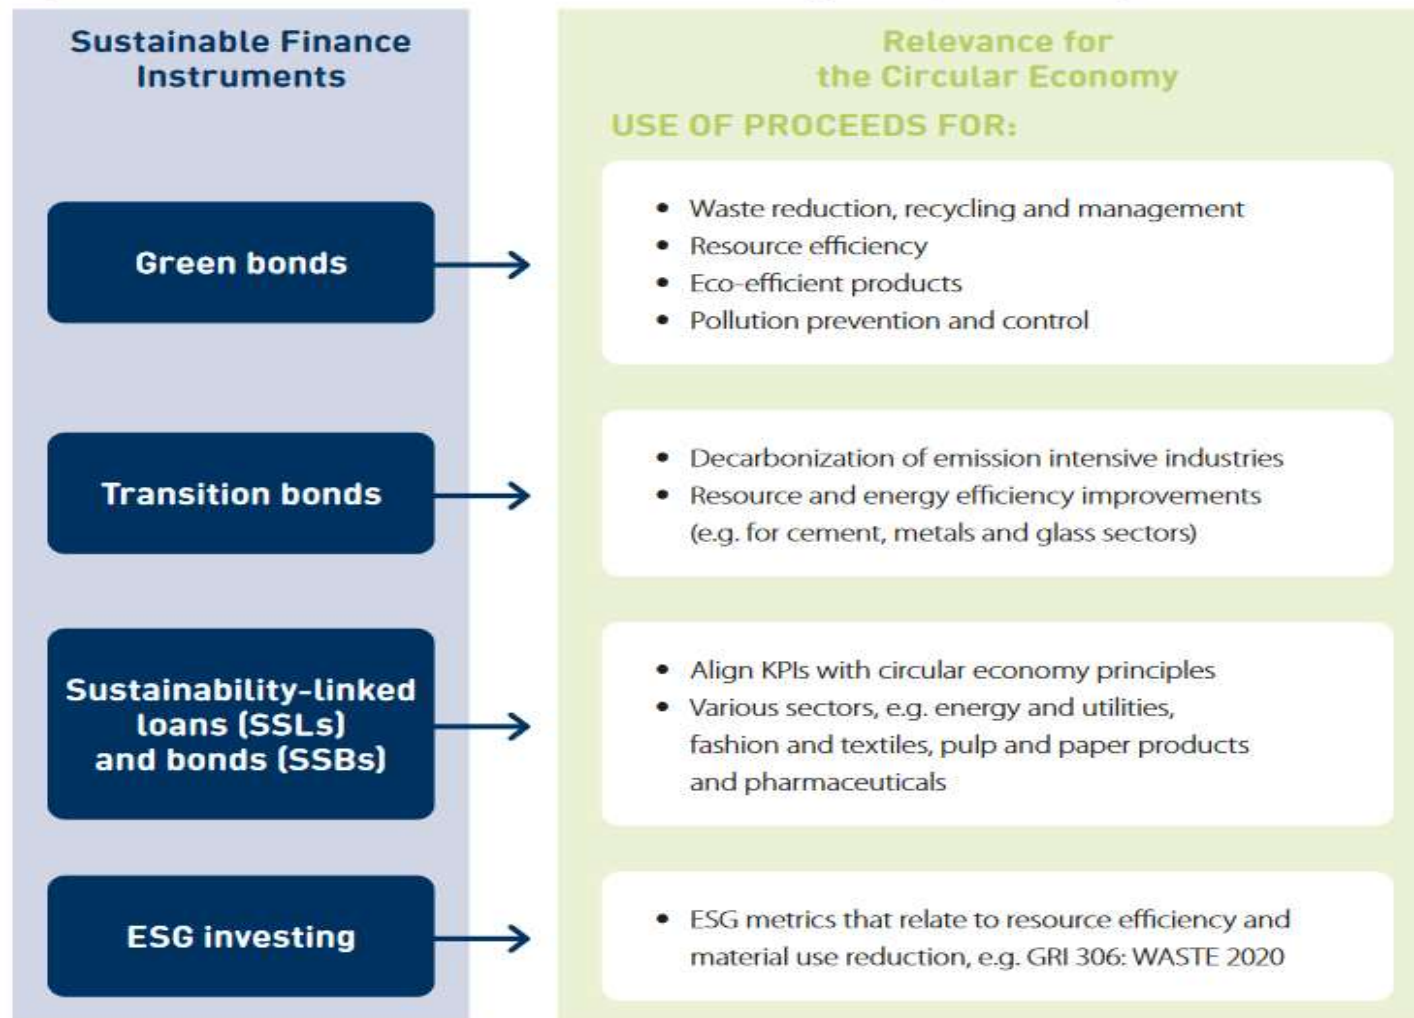 Sustainable Finance
Instruments
Relevance for
the Circular Economy
USE OF PROCEEDS FOR:
Green bonds
• Waste reduction, recycling and management
• Resource efficiency
• Eco-efficient products
• Pollution prevention and control
Transition bonds
• Decarbonization of emission intensive industries
• Resource and energy efficiency improvements
(e.g. for cement, metals and glass sectors)
Sustainability-linked
loans (SSLs)
and bonds (SSBs)
• Align KPIs with circular economy principles
• Various sectors, e.g. energy and utilities,
fashion and textiles, pulp and paper products
and pharmaceuticals
ESG investing
• ESG metrics that relate to resource efficiency and
material use reduction, e.g. GRI 306: WASTE 2020